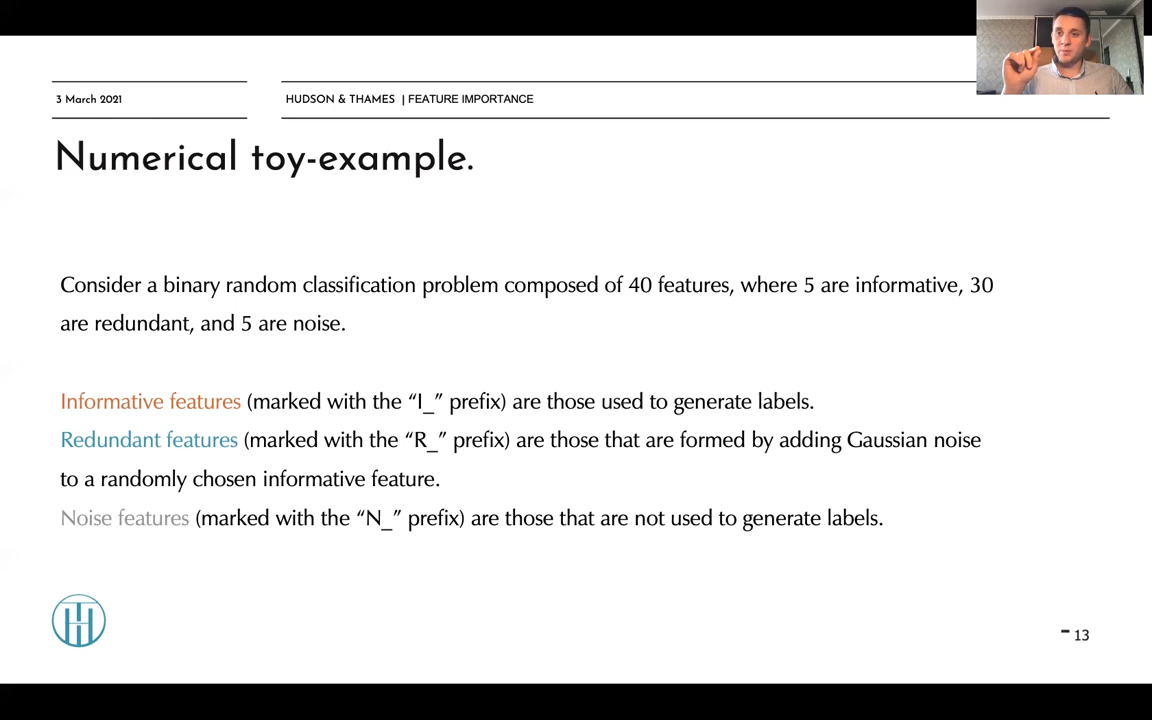 3 March 2021
HUDSON & THAMES | FEATURE IMPORTANCE
Numerical toy-example.
Consider a binary random classification problem composed of 40 features, where 5 are informative, 30
are redundant, and 5 are noise.
Informative features (marked with the “I_” prefix) are those used to generate labels.
Redundant features (marked with the “R_” prefix) are those that are formed by adding Gaussian noise
to a randomly chosen informative feature.
Noise features (marked with the “N_” prefix) are those that are not used to generate labels.
- 13